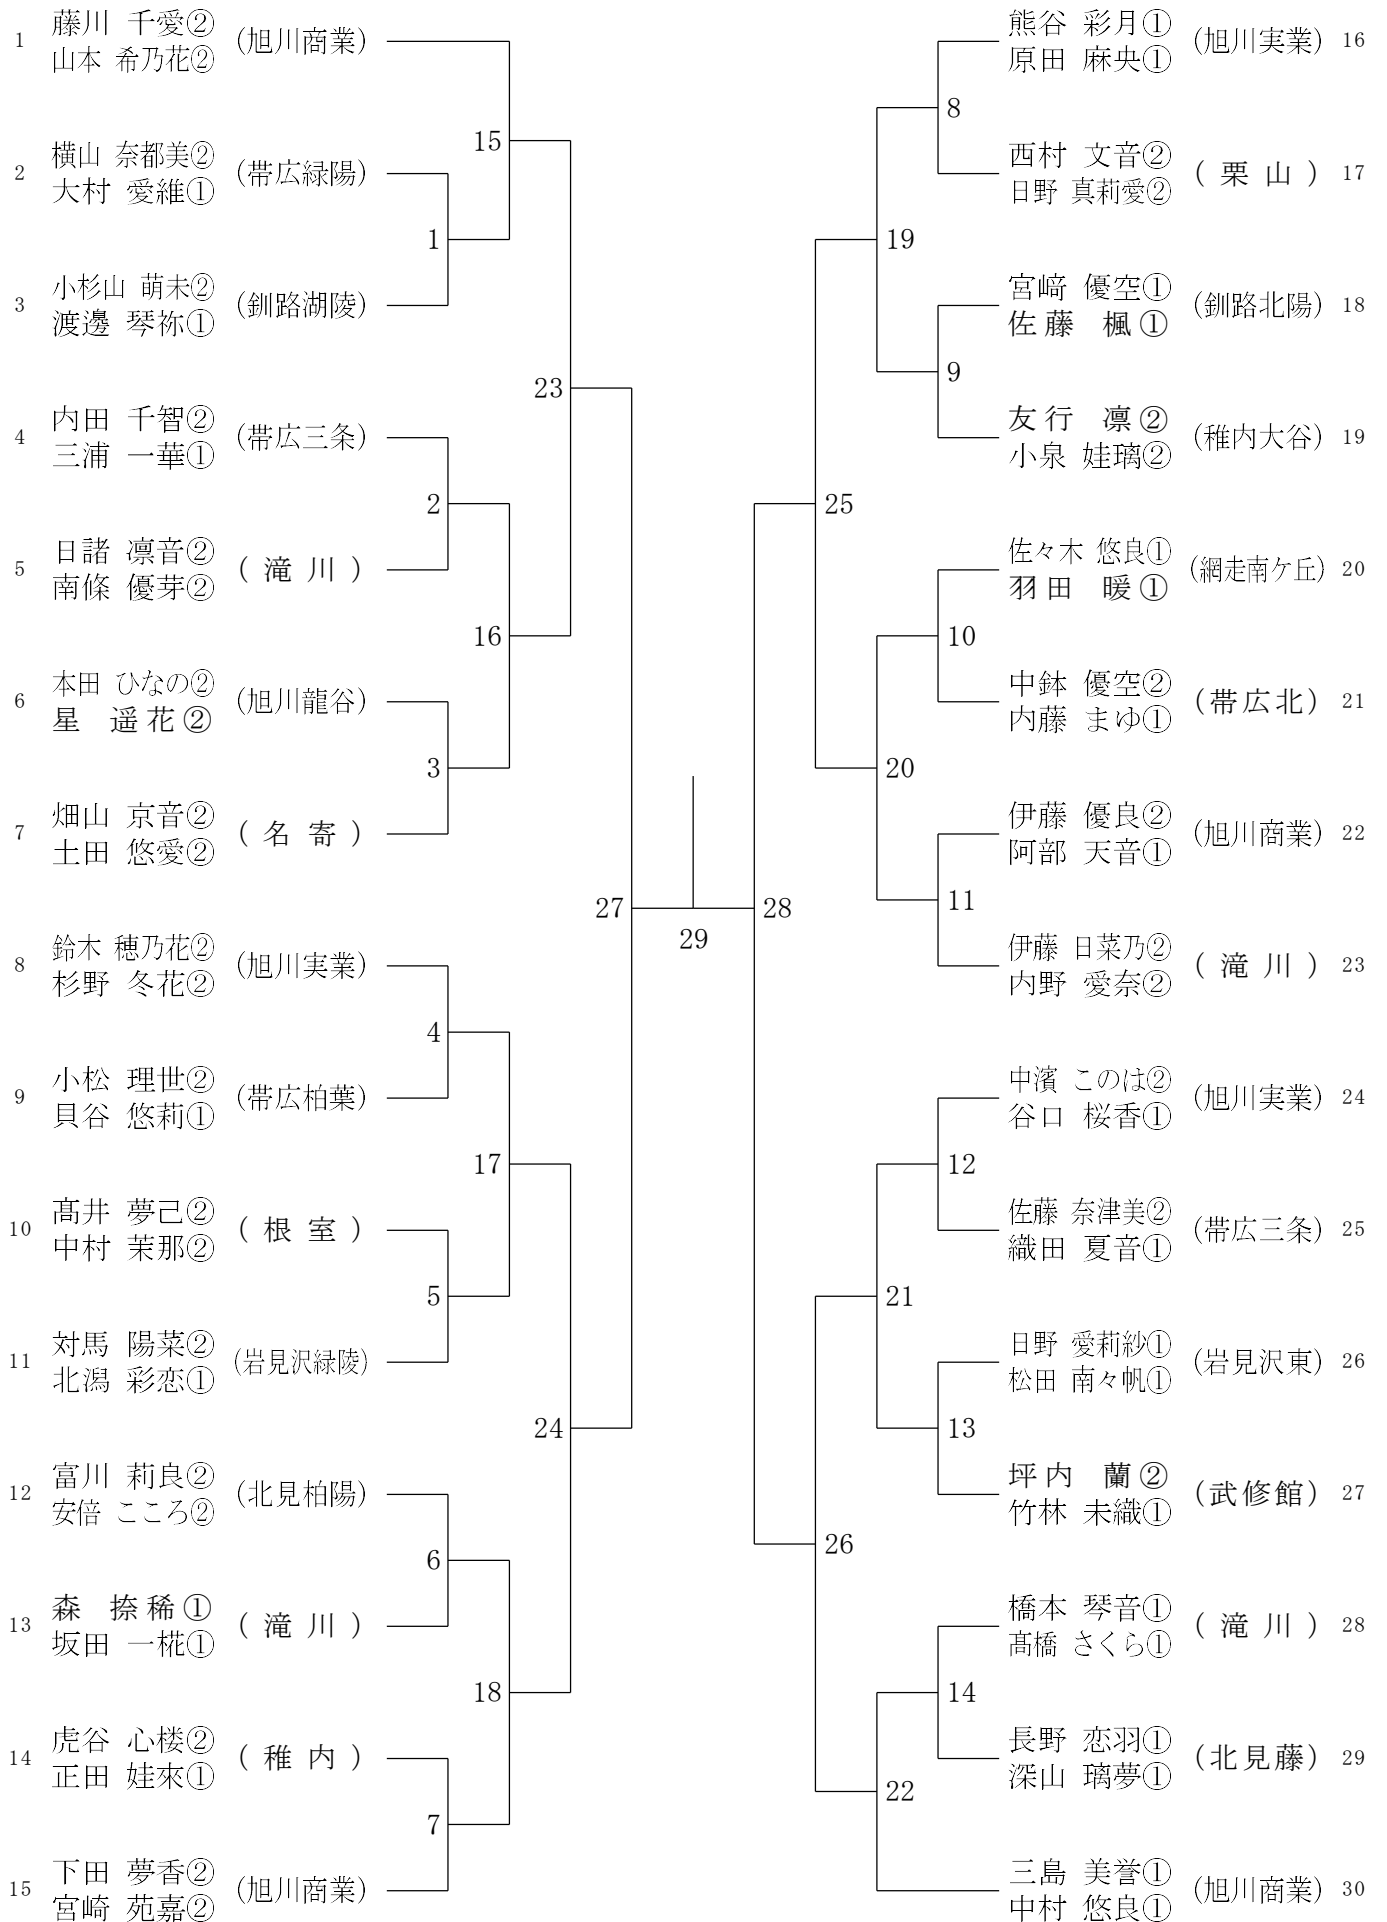 1 藤川 千愛② (旭川商業)
山本 希乃花②
15
2 横山 奈都美② (帯広緑陽)
大村 愛維①
1
3 小杉山 萌未② (釧路湖陵)
渡邊 琴祢①
23
4 内田 千智② (帯広三条)
三浦 一華①
2
5 日諸 凛音② (滝川)
南條 優芽②
16
6 本田 ひなの② (旭川龍谷)
星 遥花②
3
7 畑山 京音② (名寄)
土田 悠愛②
27
8 鈴木 穂乃花② (旭川実業)
杉野 冬花②
4
9 小松 理世② (帯広柏葉)
貝谷 悠莉①
17
10 髙井 夢己② (根室)
中村 茉那②
5
11 対馬 陽菜② (岩見沢緑陵)
北潟 彩恋①
24
12 富川 莉良② (北見柏陽)
安倍 こころ②
6
13 森 捺稀① (滝川)
坂田 一椛①
18
14 虎谷 心楼② (稚内)
正田 娃來①
7
15 下田 夢香② (旭川商業)
宮崎 苑嘉②
29
熊谷 彩月① (旭川実業) 16
原田 麻央①
8
西村 文音② (栗山) 17
日野 真莉愛②
19
宮﨑 優空① (釧路北陽) 18
佐藤 楓①
9
友行 凛② (稚内大谷) 19
小泉 娃璃②
25
佐々木 悠良① (網走南ケ丘) 20
羽田 暖①
10
中鉢 優空② (帯広北) 21
内藤 まゆ①
20
伊藤 優良② (旭川商業) 22
阿部 天音①
11
伊藤 日菜乃② (滝川) 23
内野 愛奈②
28
中濱 このは② (旭川実業) 24
谷口 桜香①
12
佐藤 奈津美② (帯広三条) 25
織田 夏音①
21
日野 愛莉紗① (岩見沢東) 26
松田 南々帆①
13
坪内 蘭② (武修館) 27
竹林 未織①
26
橋本 琴音① (滝川) 28
髙橋 さくら①
14
長野 恋羽① (北見藤) 29
深山 璃夢①
22
三島 美誉① (旭川商業) 30
中村 悠良①